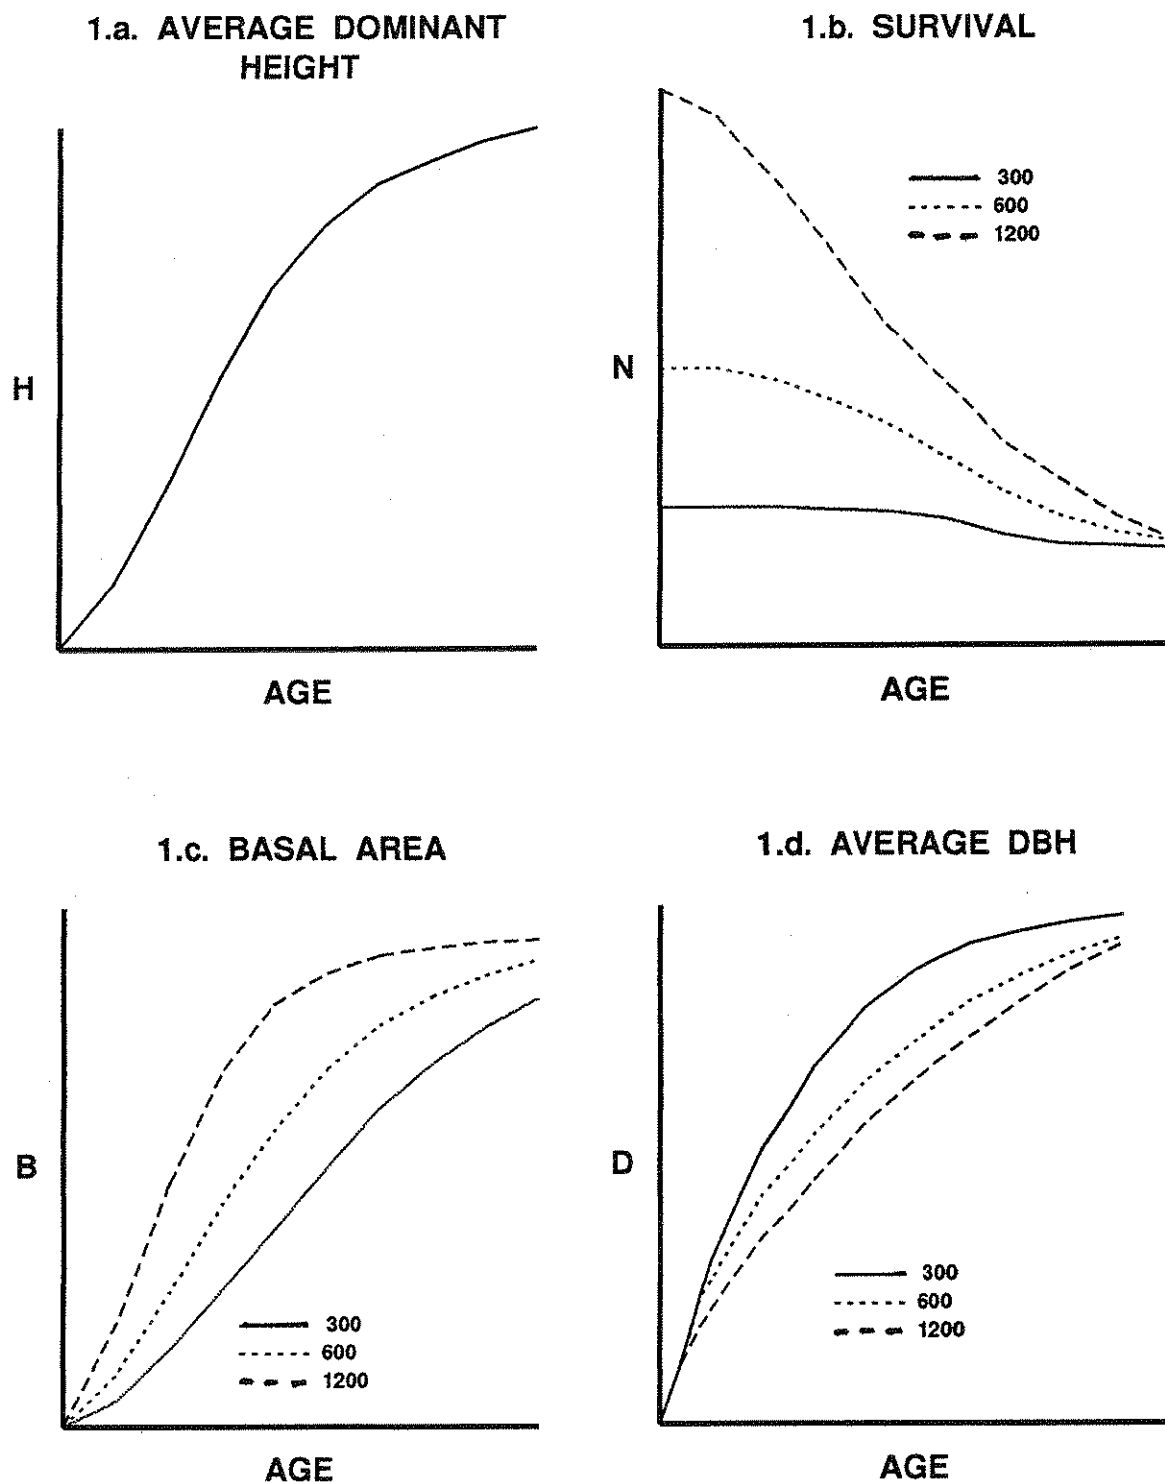 1.a. AVERAGE DOMINANT
HEIGHT
H
AGE
1.b. SURVIVAL
300
600
1200
N
AGE
1.c. BASAL AREA
B
300
600
1200
AGE
1.d. AVERAGE DBH
D
300
600
1200
AGE